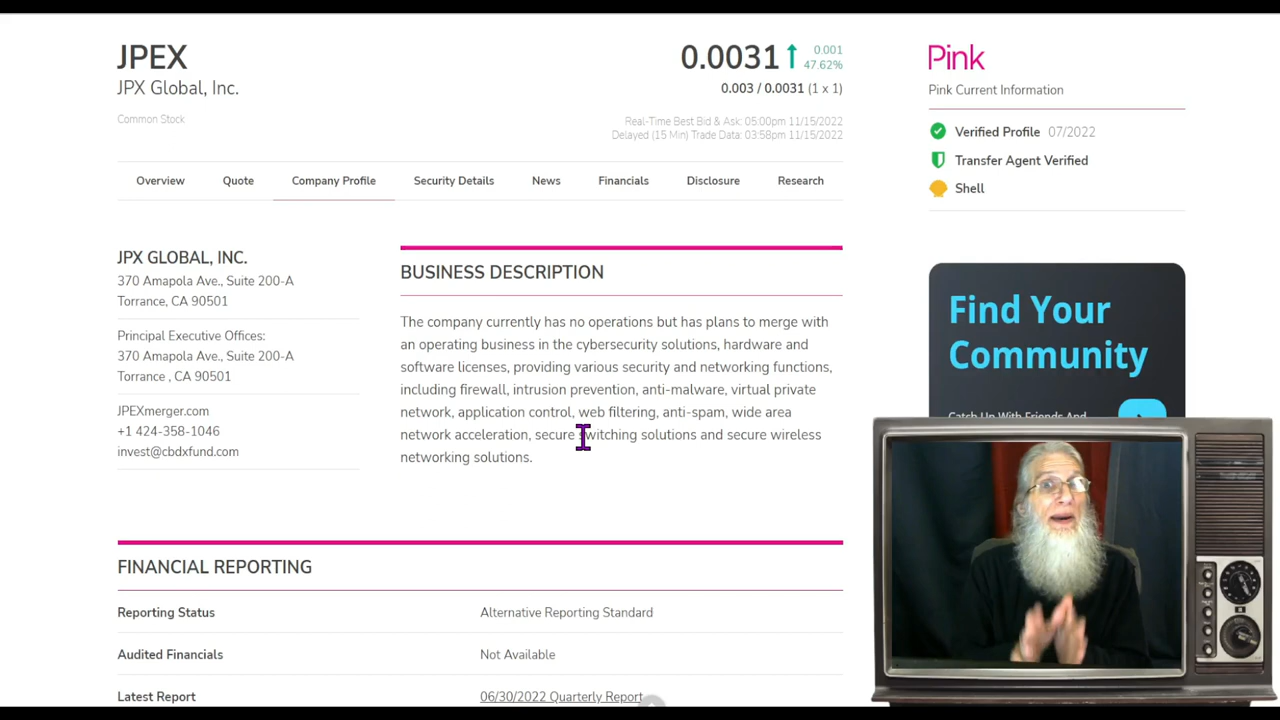 JPEX
JPX Global, Inc.
Common Stock
0.0031
0.001
47.62%
0.003 / 0.0031 (1 x 1)
Real-Time Best Bid & Ask: 05:00pm 11/15/2022
Delayed (15 Min) Trade Data: 03:58pm 11/15/2022
Pink
Pink Current Information
Verified Profile 07/2022
Transfer Agent Verified
Shell
Overview Quote Company Profile Security Details News Financials Disclosure Research
JPX GLOBAL, INC.
370 Amapola Ave., Suite 200-A
Torrance, CA 90501
Principal Executive Offices:
370 Amapola Ave., Suite 200-A
Torrance , CA 90501
JPEXmerger.com
+1 424-358-1046
invest@cbdxfund.com
BUSINESS DESCRIPTION
The company currently has no operations but has plans to merge with
an operating business in the cybersecurity solutions, hardware and
software licenses, providing various security and networking functions,
including firewall, intrusion prevention, anti-malware, virtual private
network, application control, web filtering, anti-spam, wide area
network acceleration, secure switching solutions and secure wireless
networking solutions.
Find Your
Community
Catch Up With Friends And
FINANCIAL REPORTING
Reporting Status Alternative Reporting Standard
Audited Financials Not Available
Latest Report 06/30/2022 Quarterly Report